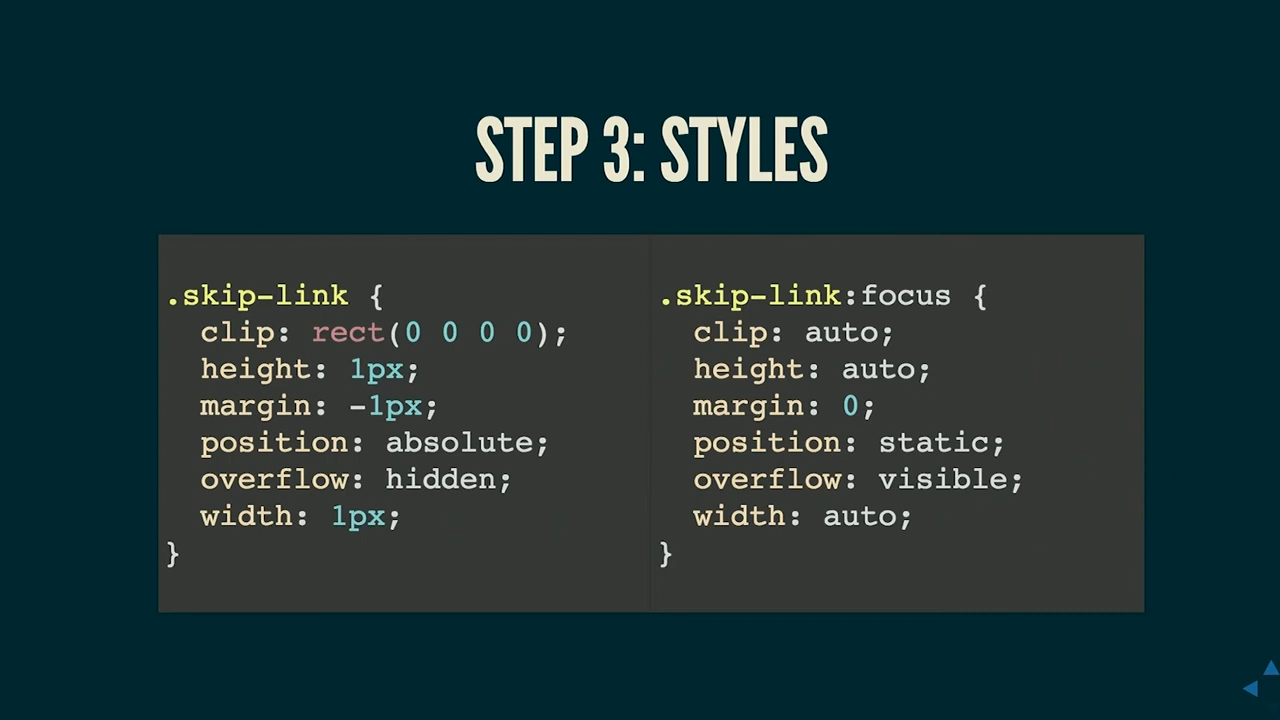 STEP 3: STYLES
.skip-link {
  clip: rect(0 0 0 0);
  height: 1px;
  margin: -1px;
  position: absolute;
  overflow: hidden;
  width: 1px;
}
.skip-link:focus {
  clip: auto;
  height: auto;
  margin: 0;
  position: static;
  overflow: visible;
  width: auto;
}